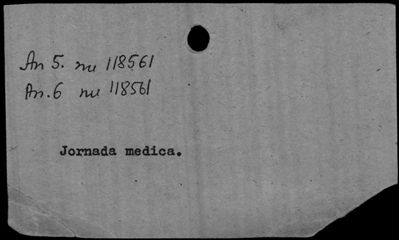 An 5. nu 118561
An. 6 nu 118561
Jornada medica.